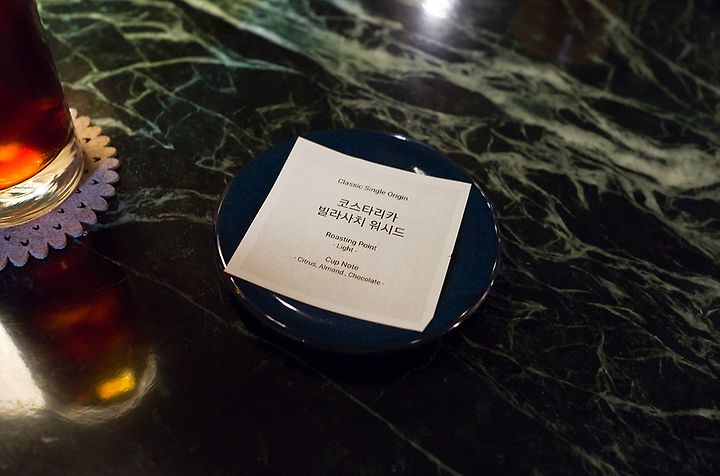 Classic Single Origin
코스타리카
빌라사치 워시드
Roasting Point
- Light -
Cup Note
- Citrus, Almond, Chocolate -